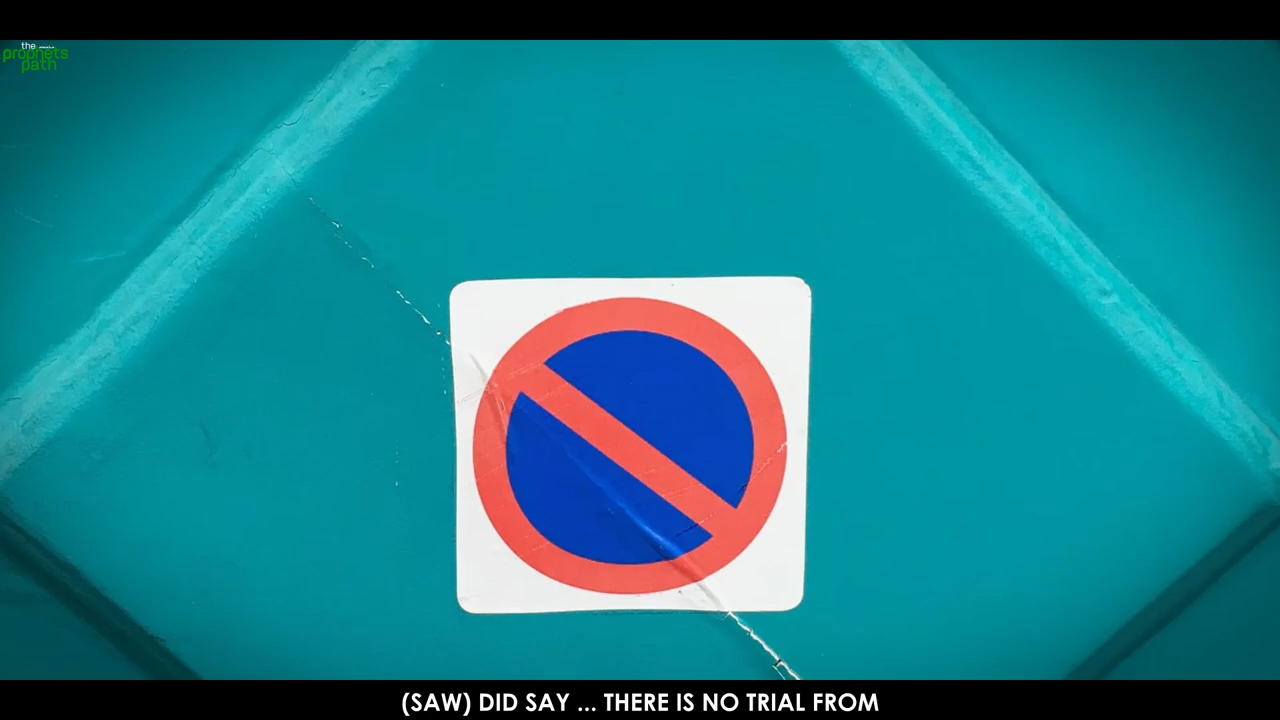 the
prophets
path
(SAW) DID SAY ... THERE IS NO TRIAL FROM